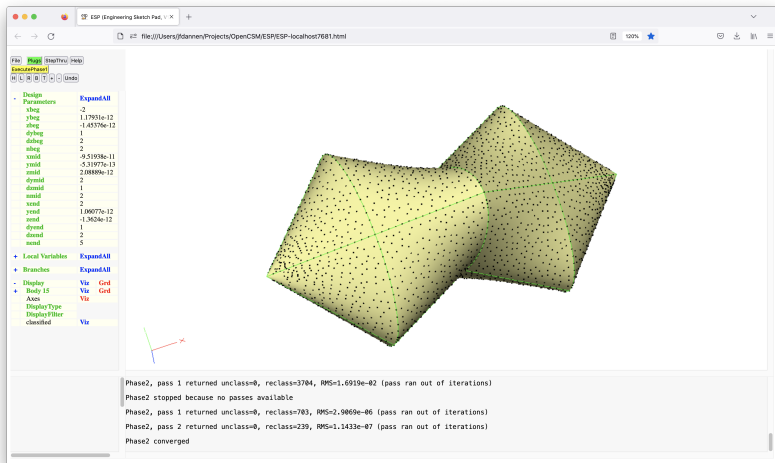 ESP (Engineering Sketch Pad, V
file:///Users/jfdannen/Projects/OpenCSM/ESP/ESP-localhost7681.html
120%
File Plugs StepThru Help
ExecutePhase1
H L R B T + - Undo
- Design Parameters ExpandAll
xbeg -2
ybeg 1.17931e-12
zbeg -1.45376e-12
dybeg 1
dzbeg 2
nbeg 2
xmid -9.51938e-11
ymid -5.31977e-13
zmid 2.08889e-12
dymid 2
dzmid 1
nmid 2
xend 2
yend 1.06077e-12
zend -1.3624e-12
dyend 1
dzend 2
nend 5
+ Local Variables ExpandAll
+ Branches ExpandAll
- Display Viz Grd
+ Body 15 Viz Grd
Axes Viz
DisplayType
DisplayFilter
classified Viz
Phase2, pass 1 returned unclass=0, reclass=3704, RMS=1.6919e-02 (pass ran out of iterations)
Phase2 stopped because no passes available
Phase2, pass 1 returned unclass=0, reclass=703, RMS=2.9069e-06 (pass ran out of iterations)
Phase2, pass 2 returned unclass=0, reclass=239, RMS=1.1433e-07 (pass ran out of iterations)
Phase2 converged